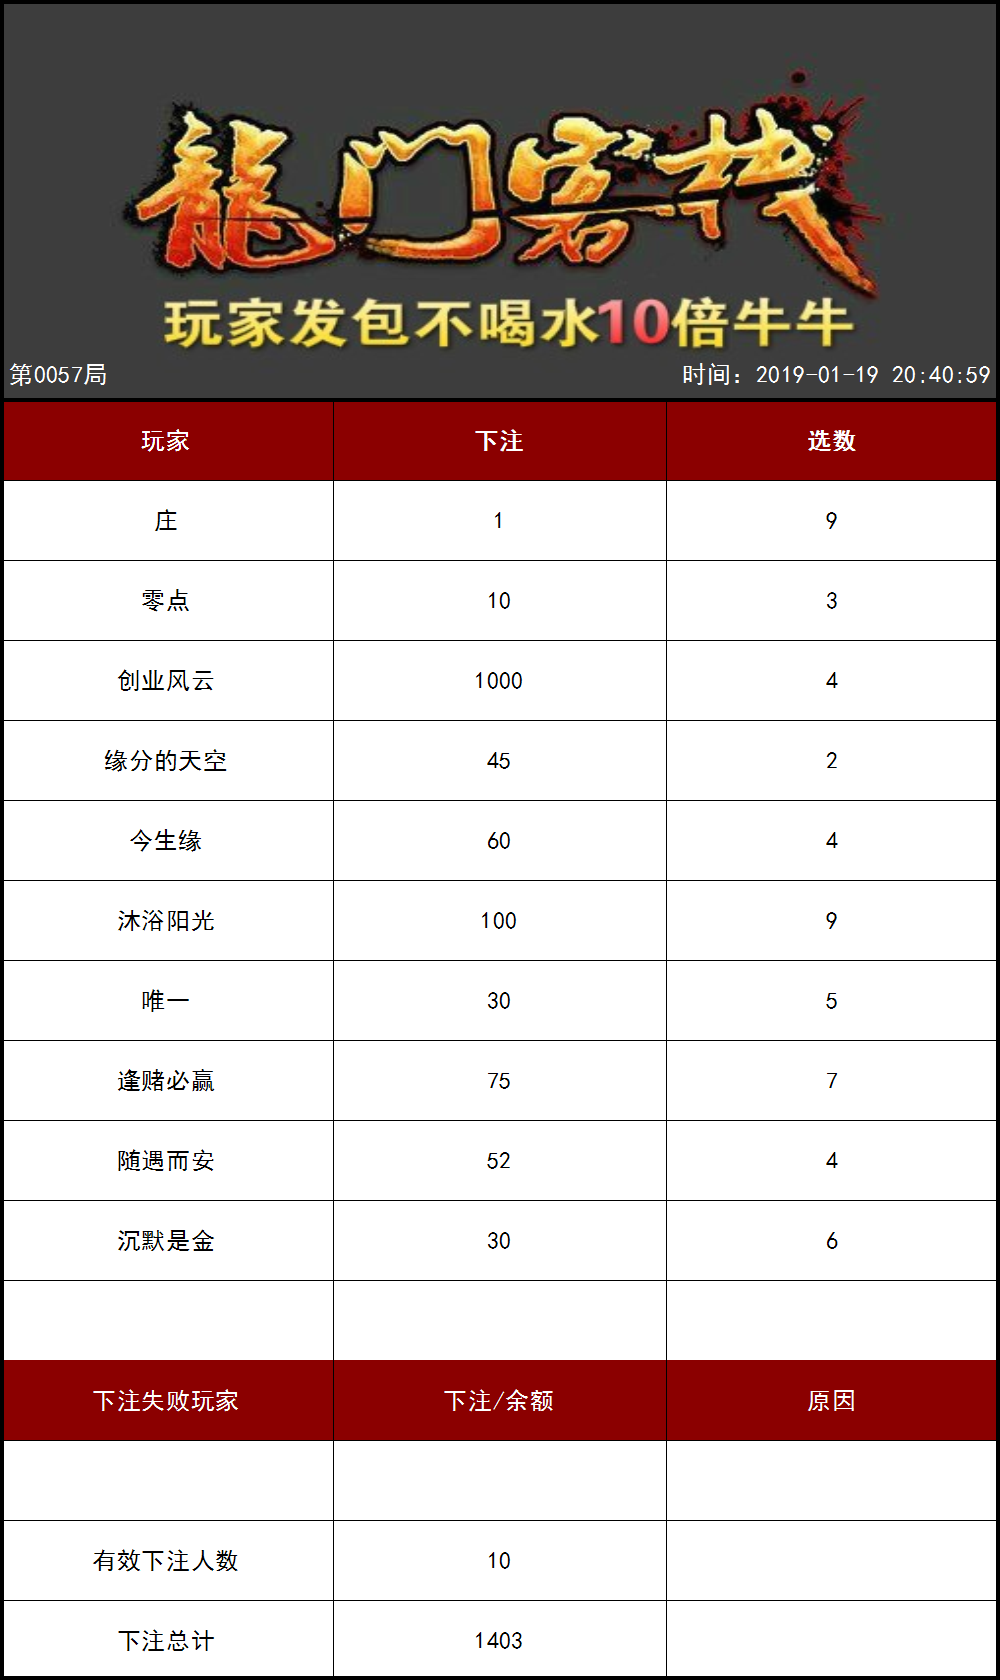 龍门客栈
玩家发包不喝水10倍牛牛
第0057局 时间：2019-01-19 20:40:59
玩家 下注 选数
庄 1 9
零点 10 3
创业风云 1000 4
缘分的天空 45 2
今生缘 60 4
沐浴阳光 100 9
唯一 30 5
逢赌必赢 75 7
随遇而安 52 4
沉默是金 30 6
下注失败玩家 下注/余额 原因
有效下注人数 10
下注总计 1403